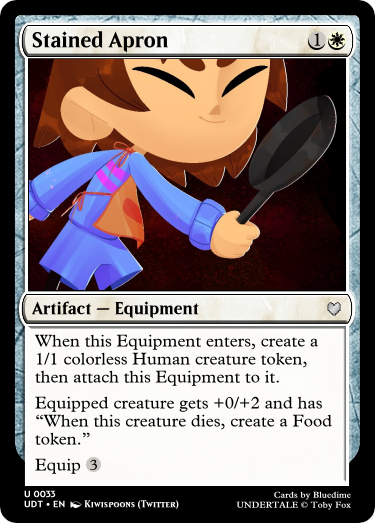 Stained Apron 1
Artifact — Equipment
When this Equipment enters, create a
1/1 colorless Human creature token,
then attach this Equipment to it.
Equipped creature gets +0/+2 and has
“When this creature dies, create a Food
token.”
Equip 3
U 0033
UDT • EN Kiwispoons (Twitter)
Cards by Bluedime
UNDERTALE © Toby Fox